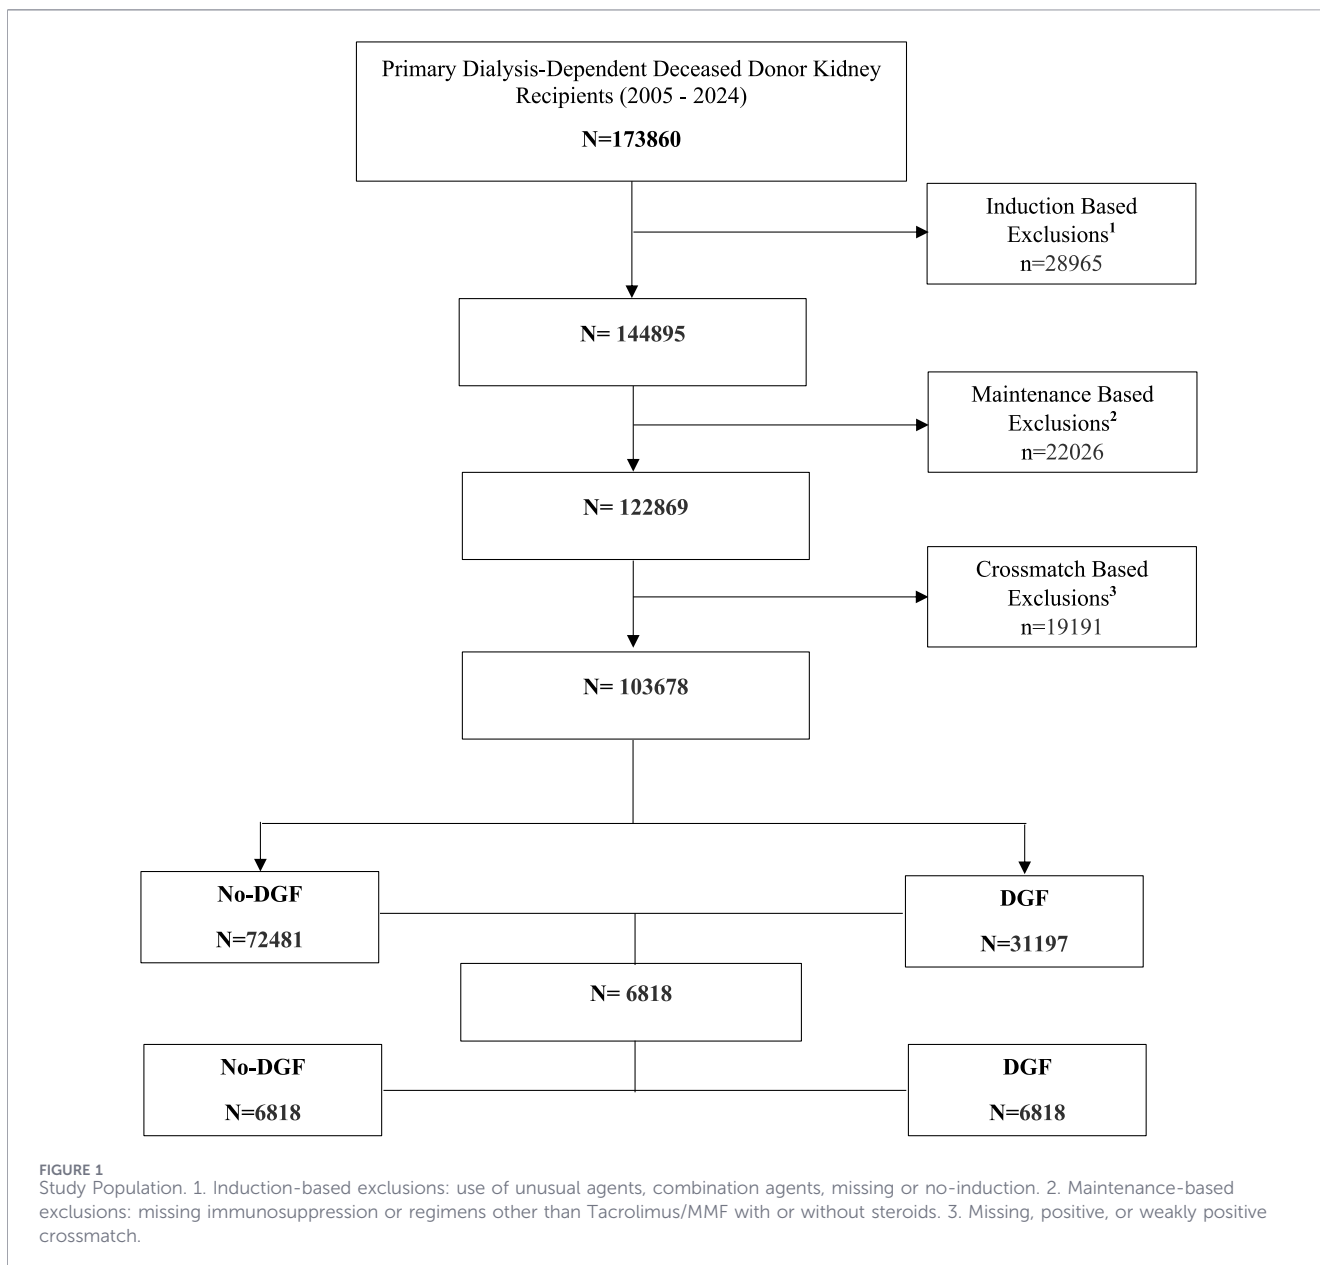 Primary Dialysis-Dependent Deceased Donor Kidney
Recipients (2005 - 2024)
N=173860
Induction Based
Exclusions1
n=28965
N= 144895
Maintenance Based
Exclusions2
n=22026
N= 122869
Crossmatch Based
Exclusions3
n=19191
N= 103678
No-DGF
N=72481
DGF
N=31197
N= 6818
No-DGF
N=6818
DGF
N=6818
FIGURE 1
Study Population. 1. Induction-based exclusions: use of unusual agents, combination agents, missing or no-induction. 2. Maintenance-based
exclusions: missing immunosuppression or regimens other than Tacrolimus/MMF with or without steroids. 3. Missing, positive, or weakly positive
crossmatch.